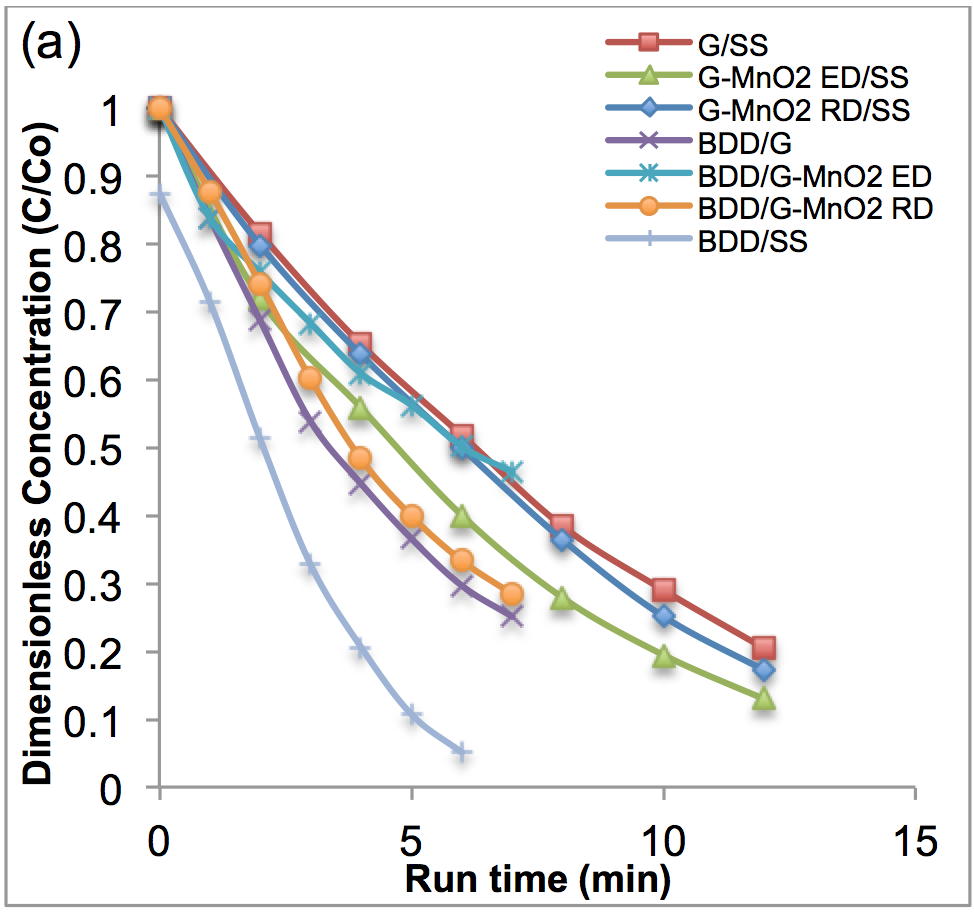 (a)
G/SS
G-MnO2 ED/SS
G-MnO2 RD/SS
BDD/G
BDD/G-MnO2 ED
BDD/G-MnO2 RD
BDD/SS
Dimensionless Concentration (C/Co)
1
0.9
0.8
0.7
0.6
0.5
0.4
0.3
0.2
0.1
0
0 5 10 15
Run time (min)